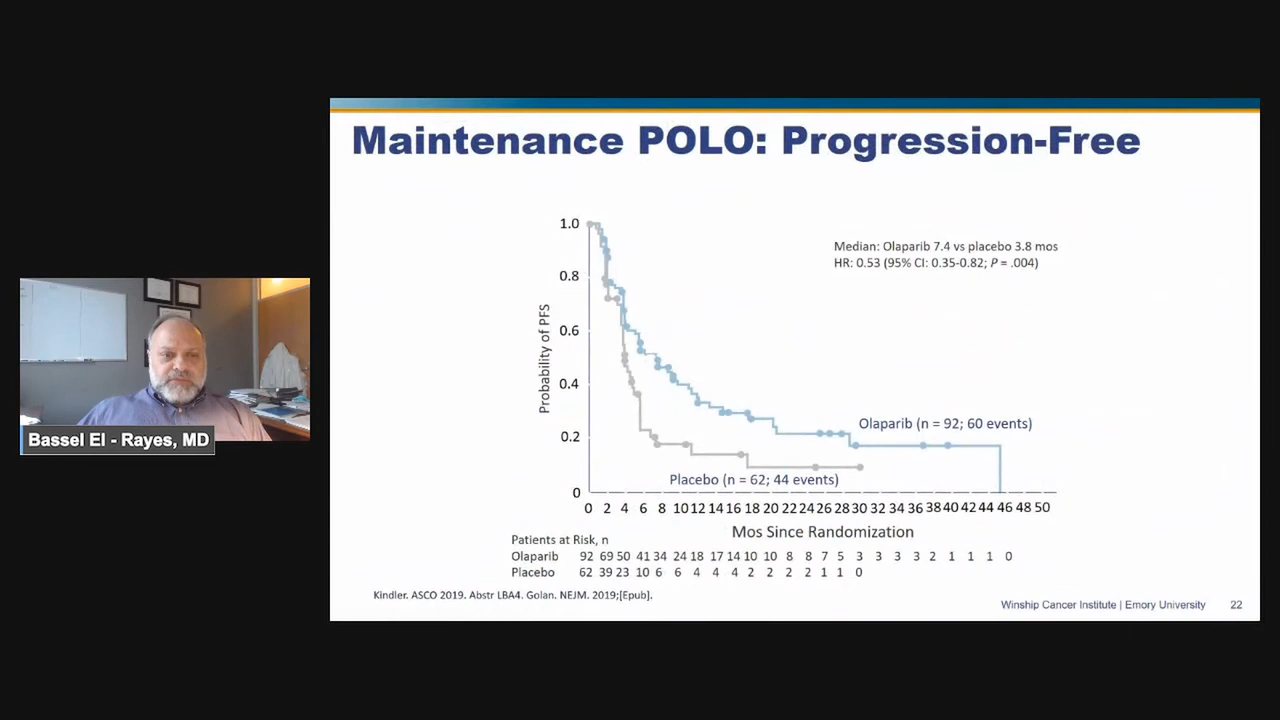 Maintenance POLO: Progression-Free
1.0
Median: Olaparib 7.4 vs placebo 3.8 mos
HR: 0.53 (95% CI: 0.35-0.82; P = .004)
0.8
0.6
Probability of PFS
0.4
Olaparib (n = 92; 60 events)
0.2
Placebo (n = 62; 44 events)
0
0 2 4 6 8 10 12 14 16 18 20 22 24 26 28 30 32 34 36 38 40 42 44 46 48 50
Mos Since Randomization
Patients at Risk, n
Olaparib 92 69 50 41 34 24 18 17 14 10 10 8 8 7 5 3 3 3 3 2 1 1 1 0
Placebo 62 39 23 10 6 6 4 4 4 2 2 2 2 1 1 0
Kindler. ASCO 2019. Abstr LBA4. Golan. NEJM. 2019;[Epub].
Winship Cancer Institute | Emory University 22
Bassel El - Rayes, MD